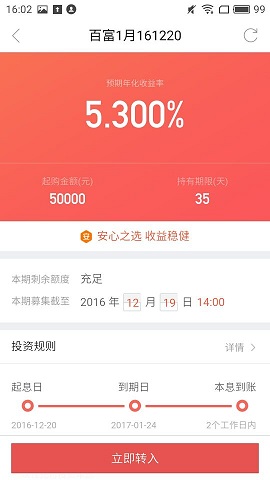 16:02
99
百富1月161220
预期年化收益率
5.300%
起购金额(元)
持有期限(天)
50000
35
安心之选 收益稳健
本期剩余额度 充足
本期募集截至 2016 年 12 月 19 日 14:00
投资规则
详情
起息日
到期日
本息到账
2016-12-20
2017-01-24
2个工作日内
立即转入